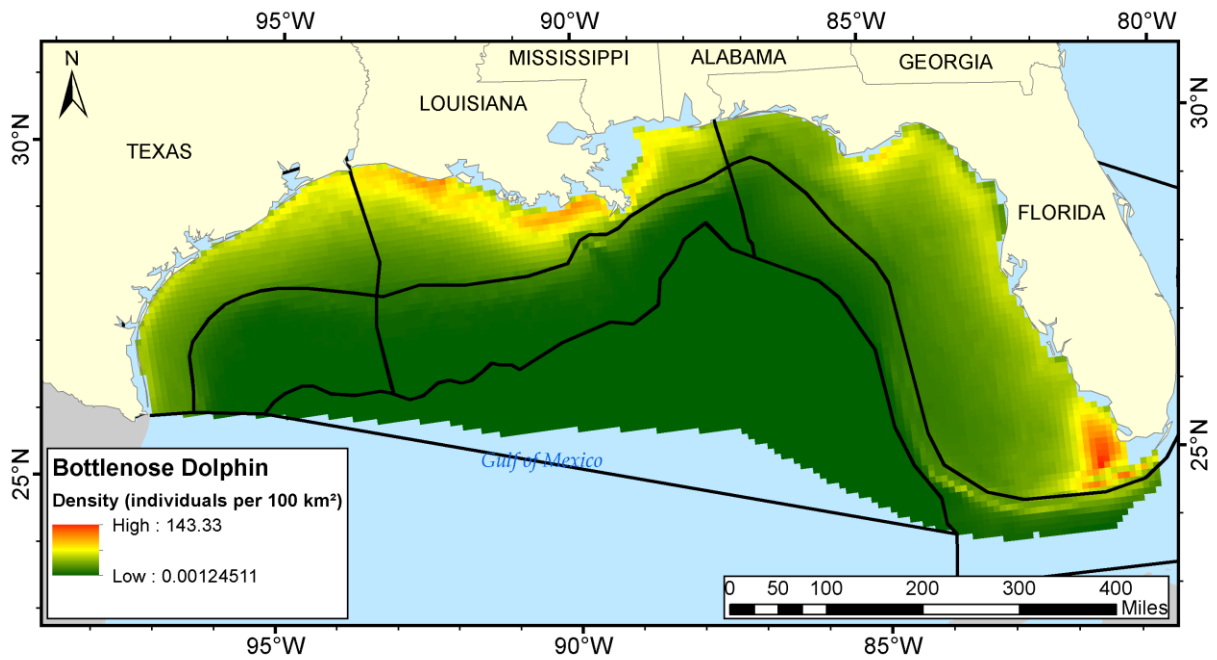 95°W 90°W 85°W 80°W
N
MISSISSIPPI ALABAMA GEORGIA
LOUISIANA
TEXAS
30°N 30°N
FLORIDA
25°N 25°N
Gulf of Mexico
Bottlenose Dolphin
Density (individuals per 100 km²)
High : 143.33
Low : 0.00124511
0 50 100 200 300 400
Miles
95°W 90°W 85°W